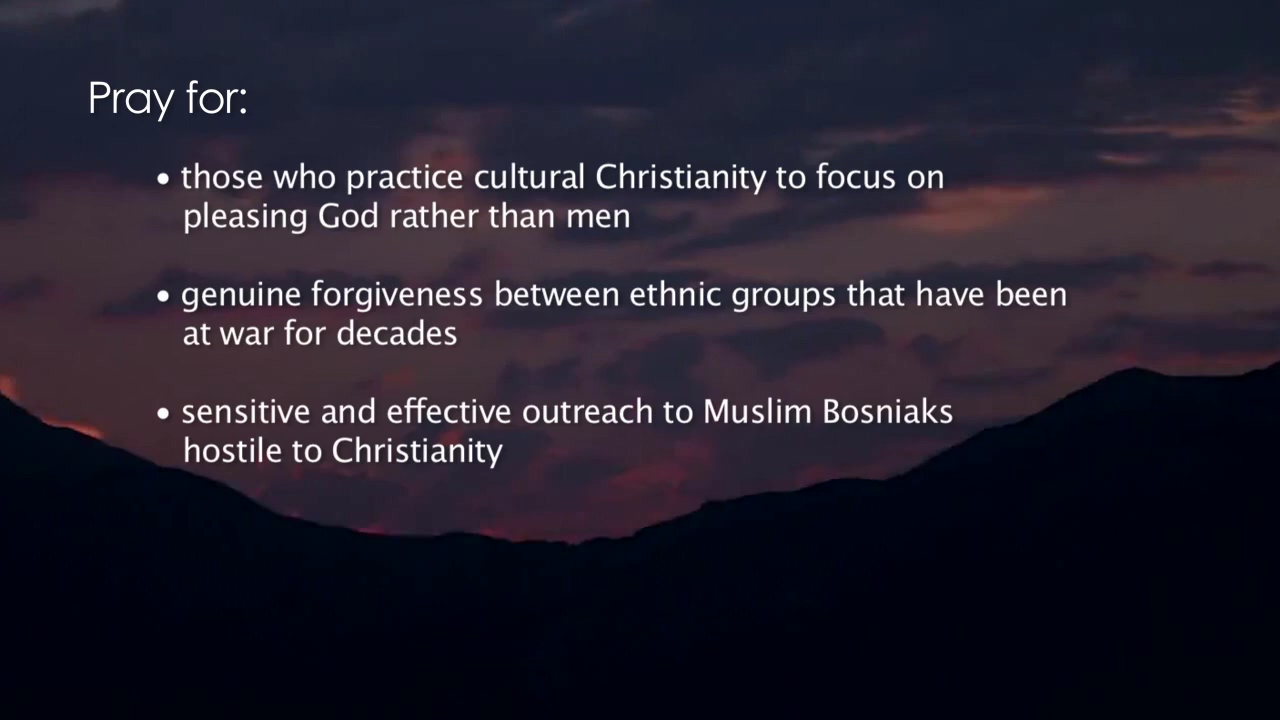 Pray for:
• those who practice cultural Christianity to focus on
pleasing God rather than men
• genuine forgiveness between ethnic groups that have been
at war for decades
• sensitive and effective outreach to Muslim Bosniaks
hostile to Christianity